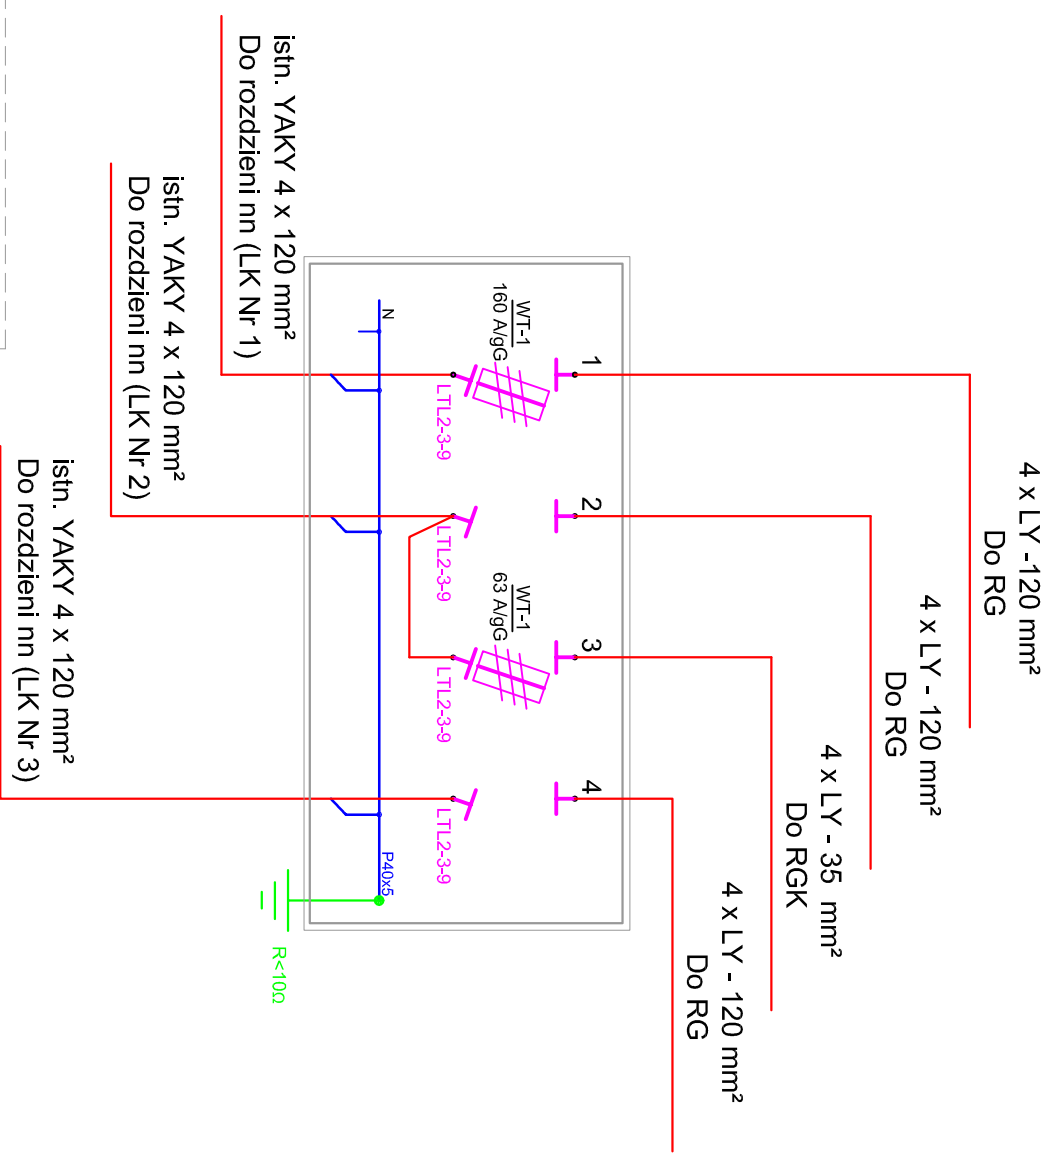 istn. YAKY 4 x 120 mm²
Do rozdzieni nn (LK Nr 1)
istn. YAKY 4 x 120 mm²
Do rozdzieni nn (LK Nr 2)
istn. YAKY 4 x 120 mm²
Do rozdzieni nn (LK Nr 3)
N
WT-1
160 A/gG
1
LTL2-3-9
2
LTL2-3-9
WT-1
63 A/gG
3
LTL2-3-9
4
LTL2-3-9
P40x5
R<10Ω
4 x LY -120 mm²
Do RG
4 x LY - 120 mm²
Do RG
4 x LY - 35 mm²
Do RGK
4 x LY - 120 mm²
Do RG